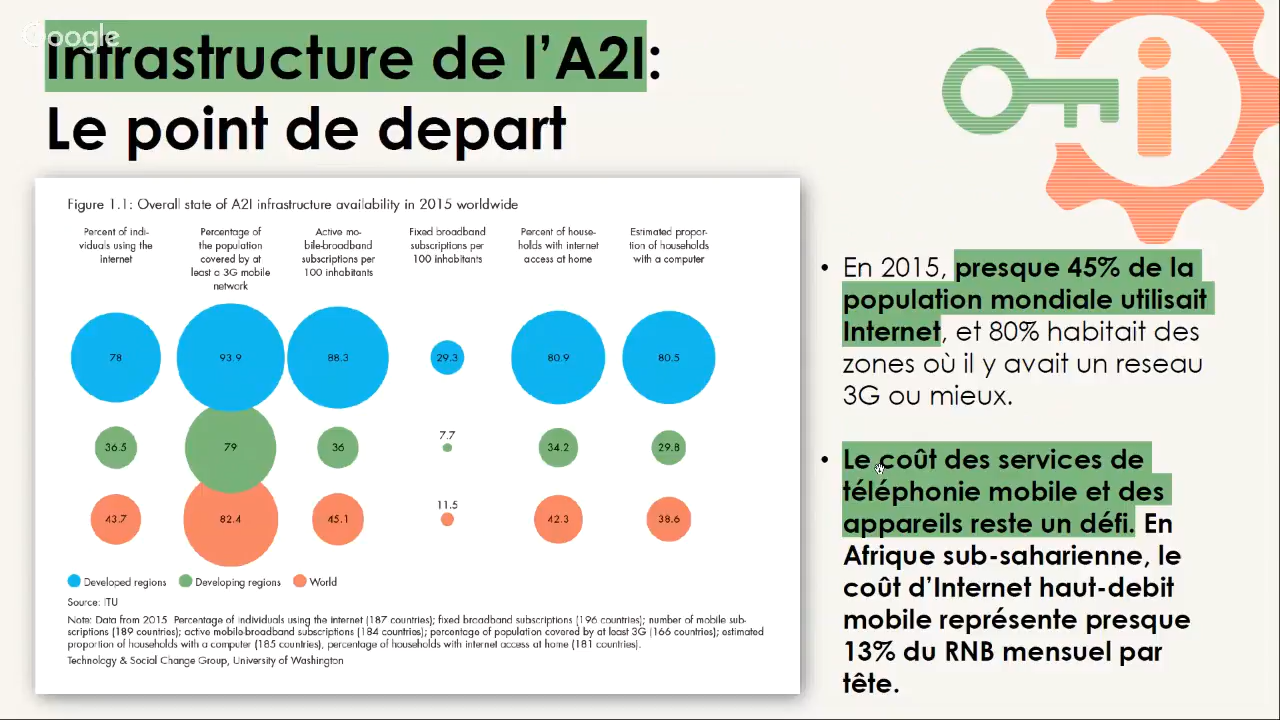 Google
Infrastructure de l’A2I:
Le point de depart
Figure 1.1: Overall state of A2I infrastructure availability in 2015 worldwide
Percent of indi-
viduals using the
internet
Percentage of
the population
covered by at
least a 3G mobile
network
Active mo-
bile-broadband
subscriptions per
100 inhabitants
Fixed broadband
subscriptions per
100 inhabitants
Percent of house-
holds with internet
access at home
Estimated propor-
tion of households
with a computer
78 93.9 88.3 29.3 80.9 80.5
36.5 79 36 7.7 34.2 29.8
43.7 82.4 45.1 11.5 42.3 38.6
Developed regions Developing regions World
Source: ITU
Note: Data from 2015. Percentage of individuals using the internet (187 countries); fixed broadband subscriptions (196 countries); number of mobile sub-
scriptions (189 countries); active mobile-broadband subscriptions (184 countries); percentage of population covered by at least 3G (166 countries); estimated
proportion of households with a computer (185 countries), percentage of households with internet access at home (181 countries).
Technology & Social Change Group, University of Washington
i
• En 2015, presque 45% de la
population mondiale utilisait
Internet, et 80% habitait des
zones où il y avait un reseau
3G ou mieux.
• Le coût des services de
téléphonie mobile et des
appareils reste un défi. En
Afrique sub-saharienne, le
coût d’Internet haut-debit
mobile représente presque
13% du RNB mensuel par
tête.